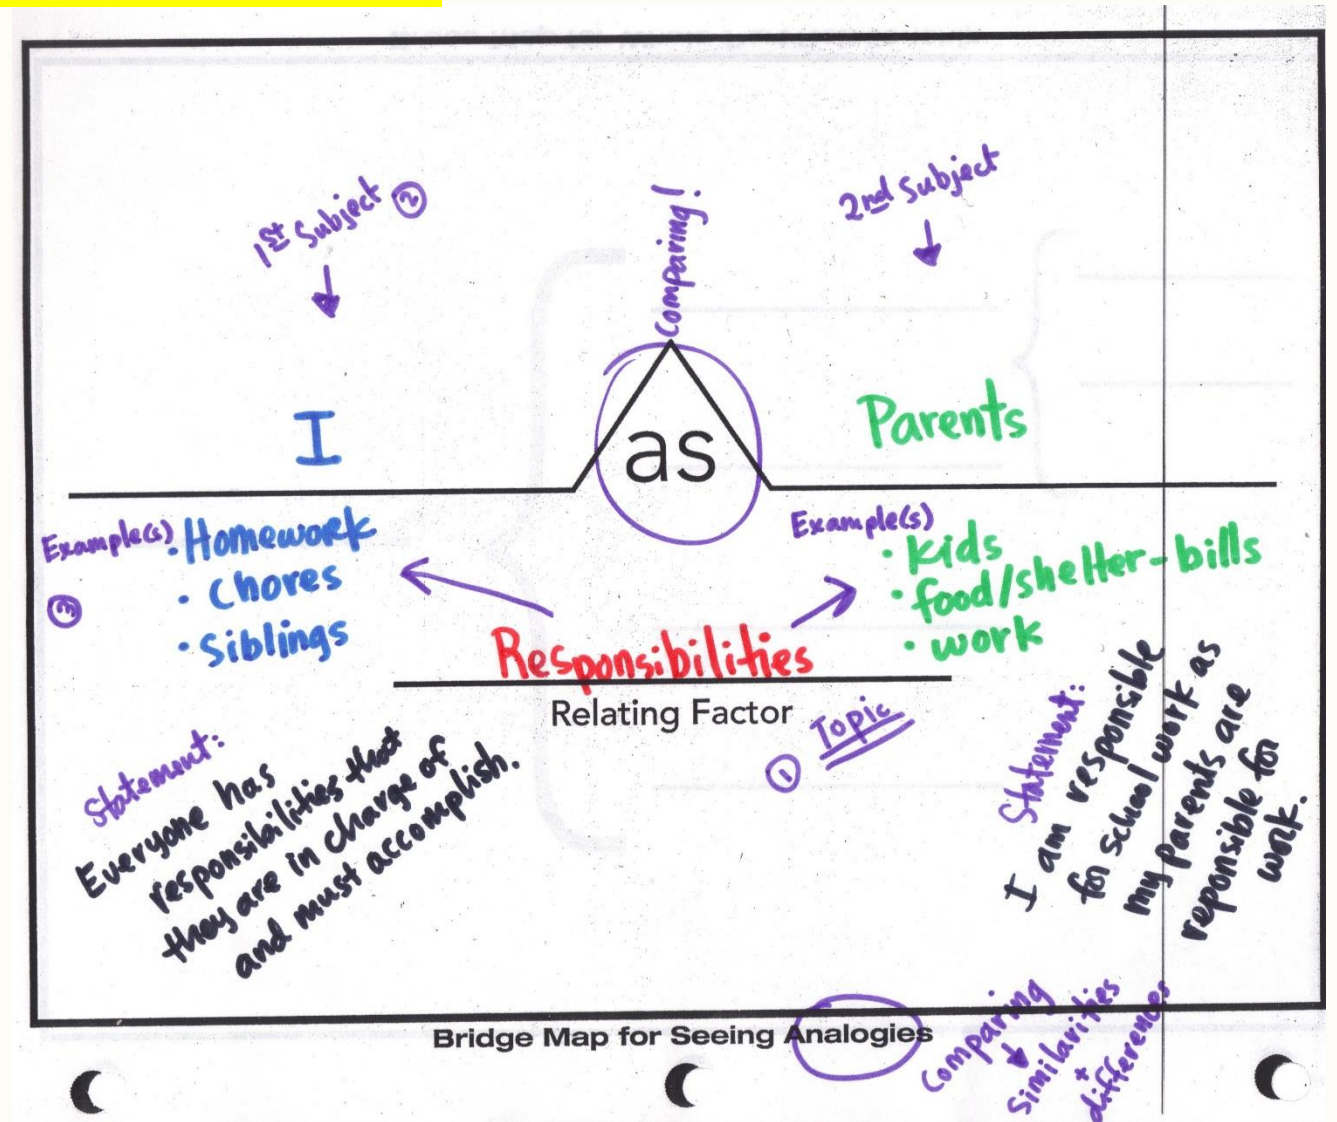 1st Subject ②
Comparing!
2nd Subject
I
as
Parents
Example(s)
• Homework
• Chores
• Siblings
③
Example(s)
• kids
• food/shelter-bills
• work
Responsibilities
Relating Factor
① Topic
Statement:
Everyone has
responsibilities that
they are in charge of
and must accomplish.
Statement:
I am responsible
for school work as
my parents are
reponsible for
work.
Bridge Map for Seeing Analogies
Comparing
Similarities
+
differences